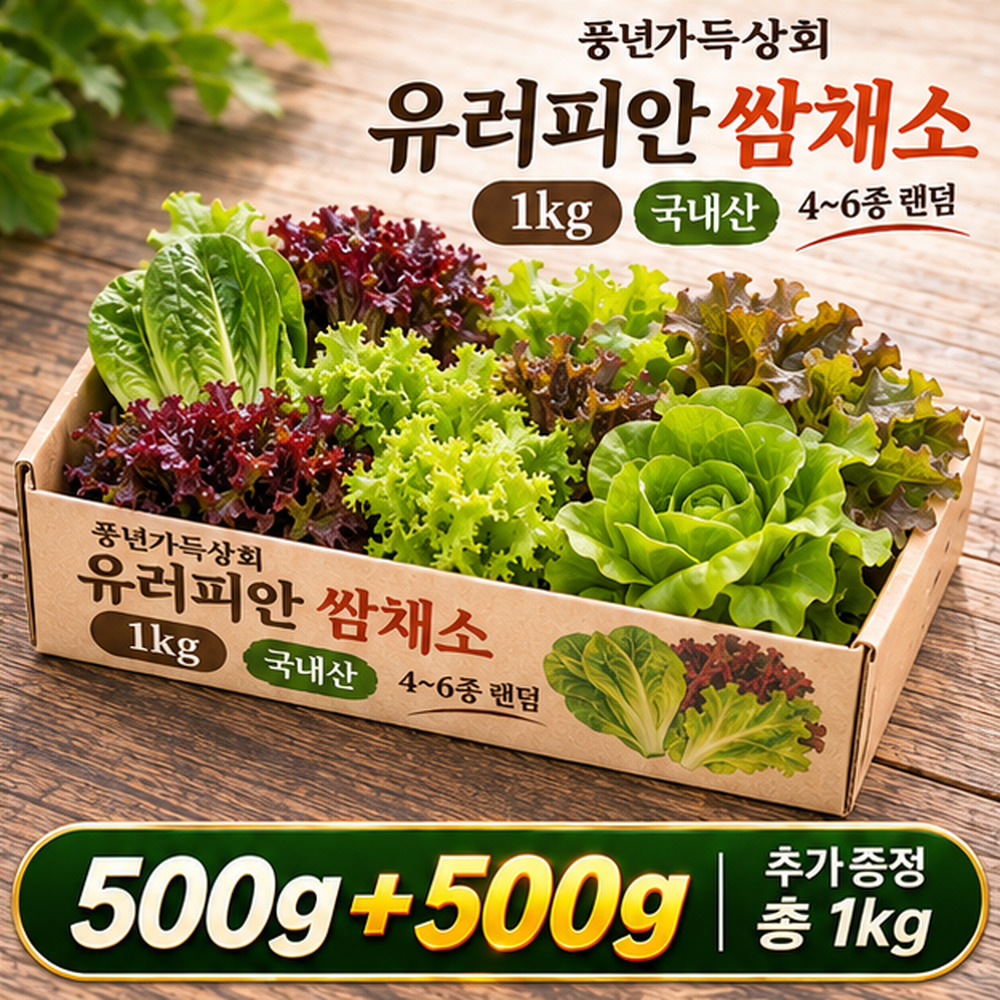 풍년가득상회
유러피안 쌈채소
1kg 국내산 4~6종 랜덤
풍년가득상회
유러피안 쌈채소
1kg 국내산 4~6종 랜덤
500g+500g
추가증정
총 1kg